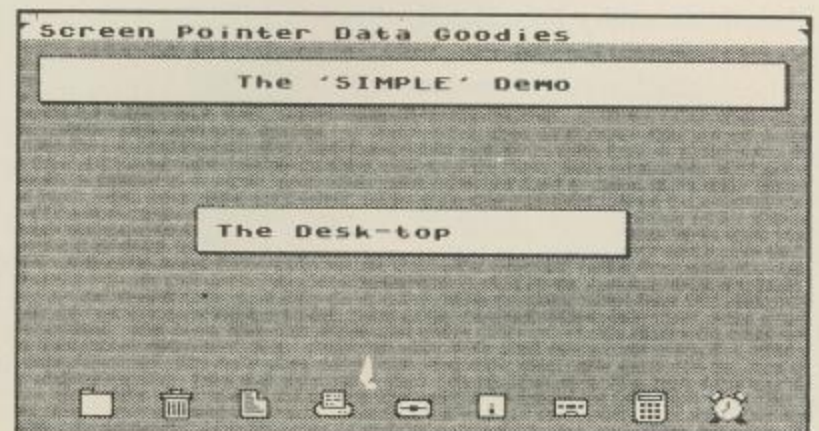 Screen Pointer Data Goodies
The 'SIMPLE' Demo
The Desk-top